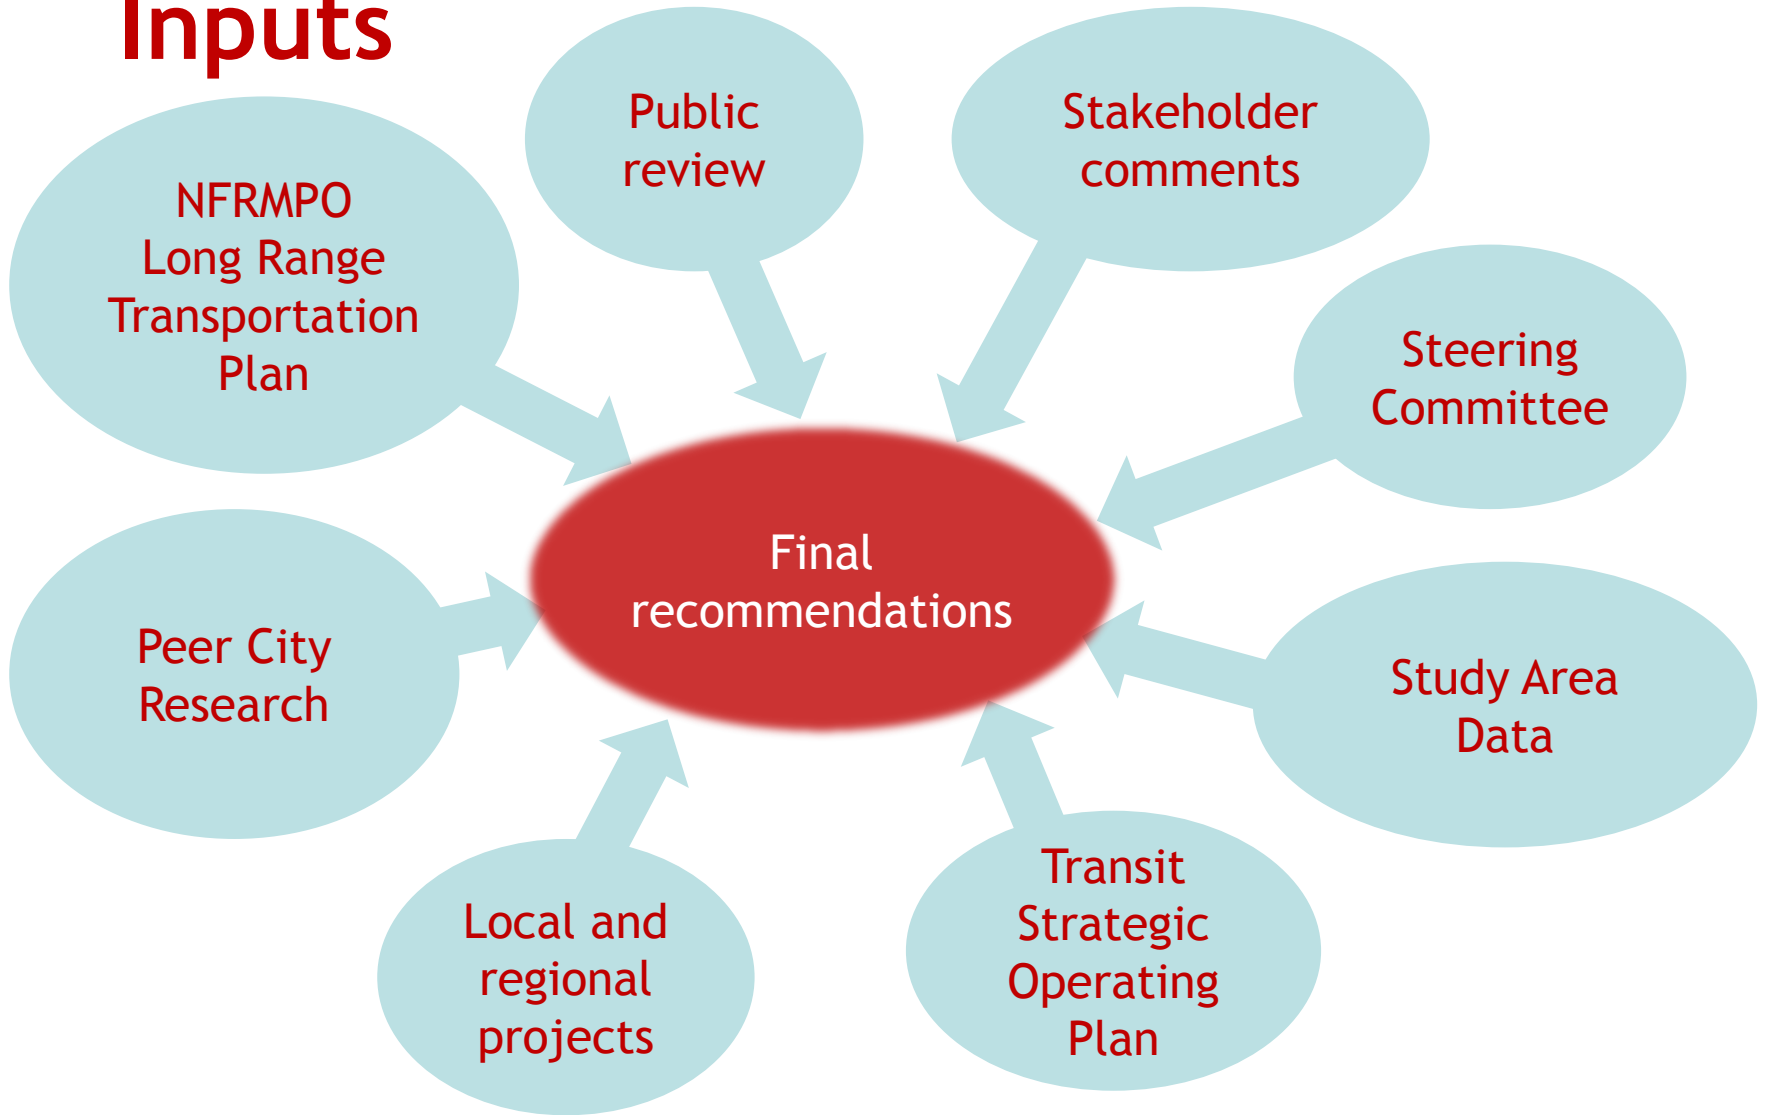 Inputs
Public
review
Stakeholder
comments
NFRMPO
Long Range
Transportation
Plan
Steering
Committee
Final
recommendations
Peer City
Research
Study Area
Data
Local and
regional
projects
Transit
Strategic
Operating
Plan